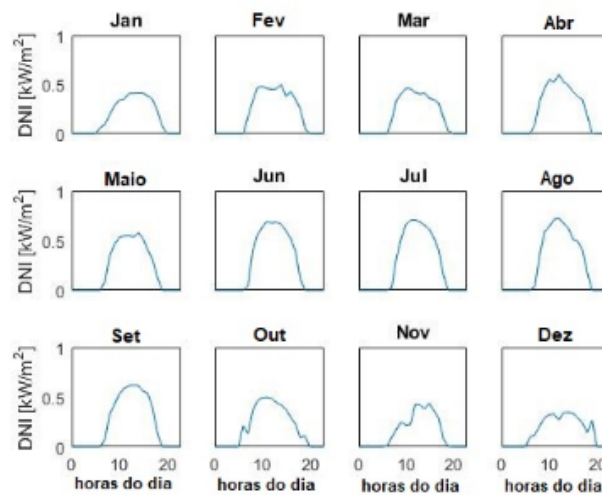 Jan Fev Mar Abr
DNI [kW/m²]
1
0.5
0
Maio Jun Jul Ago
DNI [kW/m²]
1
0.5
0
Set Out Nov Dez
DNI [kW/m²]
1
0.5
0
0 10 20 0 10 20 0 10 20 0 10 20
horas do dia horas do dia horas do dia horas do dia